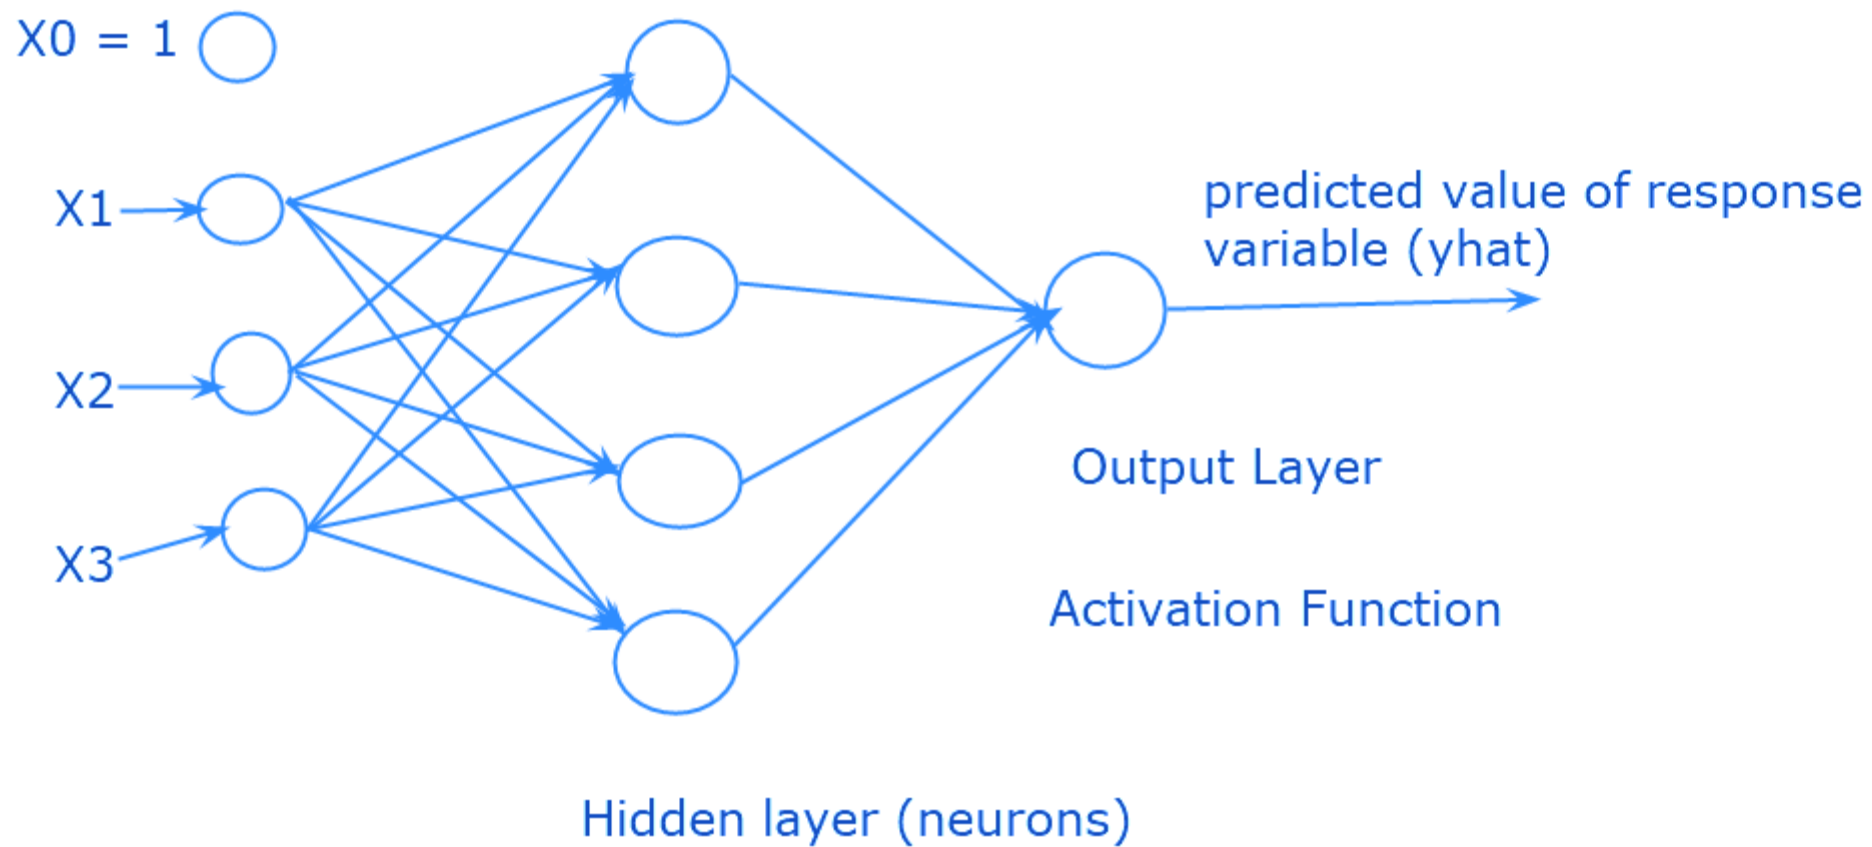 X0 = 1
X1
X2
X3
predicted value of response
variable (yhat)
Output Layer
Activation Function
Hidden layer (neurons)